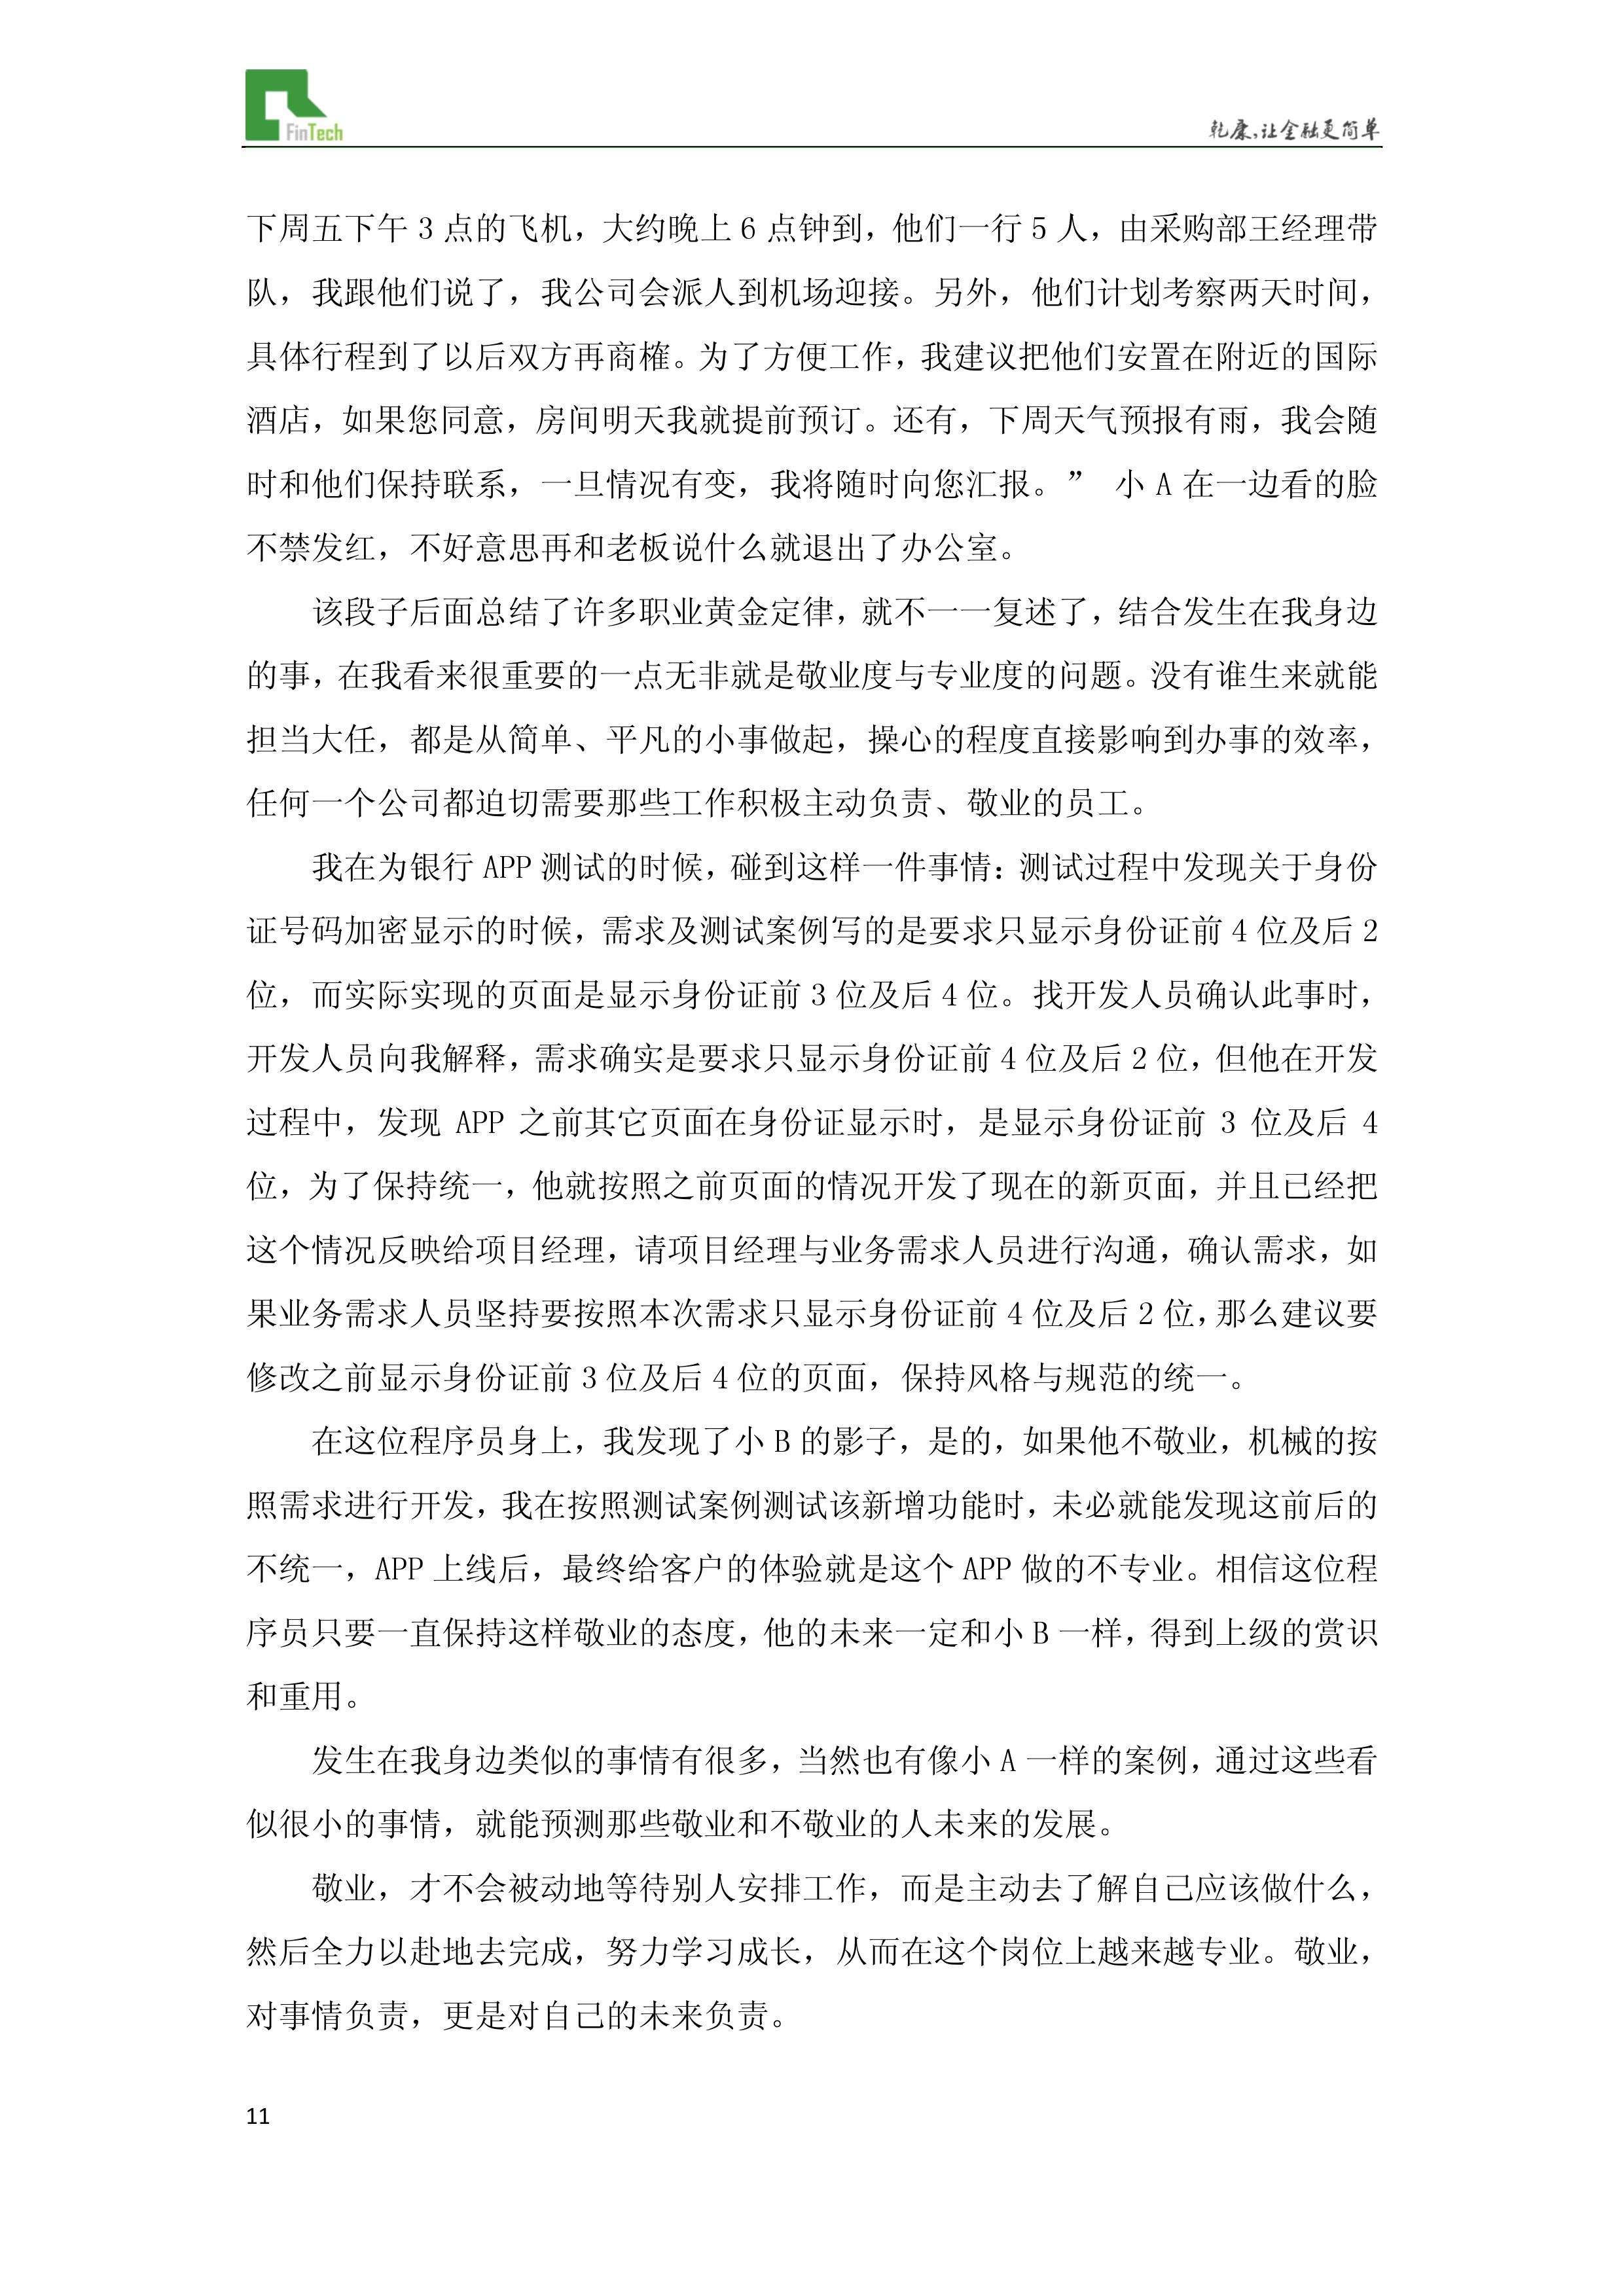 FinTech
乾康,让金融更简单
下周五下午 3 点的飞机，大约晚上 6 点钟到，他们一行 5 人，由采购部王经理带
队，我跟他们说了，我公司会派人到机场迎接。另外，他们计划考察两天时间，
具体行程到了以后双方再商榷。为了方便工作，我建议把他们安置在附近的国际
酒店，如果您同意，房间明天我就提前预订。还有，下周天气预报有雨，我会随
时和他们保持联系，一旦情况有变，我将随时向您汇报。” 小 A 在一边看的脸
不禁发红，不好意思再和老板说什么就退出了办公室。
该段子后面总结了许多职业黄金定律，就不一一复述了，结合发生在我身边
的事，在我看来很重要的一点无非就是敬业度与专业度的问题。没有谁生来就能
担当大任，都是从简单、平凡的小事做起，操心的程度直接影响到办事的效率，
任何一个公司都迫切需要那些工作积极主动负责、敬业的员工。
我在为银行 APP 测试的时候，碰到这样一件事情：测试过程中发现关于身份
证号码加密显示的时候，需求及测试案例写的是要求只显示身份证前 4 位及后 2
位，而实际实现的页面是显示身份证前 3 位及后 4 位。找开发人员确认此事时，
开发人员向我解释，需求确实是要求只显示身份证前 4 位及后 2 位，但他在开发
过程中，发现 APP 之前其它页面在身份证显示时，是显示身份证前 3 位及后 4
位，为了保持统一，他就按照之前页面的情况开发了现在的新页面，并且已经把
这个情况反映给项目经理，请项目经理与业务需求人员进行沟通，确认需求，如
果业务需求人员坚持要按照本次需求只显示身份证前 4 位及后 2 位，那么建议要
修改之前显示身份证前 3 位及后 4 位的页面，保持风格与规范的统一。
在这位程序员身上，我发现了小 B 的影子，是的，如果他不敬业，机械的按
照需求进行开发，我在按照测试案例测试该新增功能时，未必就能发现这前后的
不统一，APP 上线后，最终给客户的体验就是这个 APP 做的不专业。相信这位程
序员只要一直保持这样敬业的态度，他的未来一定和小 B 一样，得到上级的赏识
和重用。
发生在我身边类似的事情有很多，当然也有像小 A 一样的案例，通过这些看
似很小的事情，就能预测那些敬业和不敬业的人未来的发展。
敬业，才不会被动地等待别人安排工作，而是主动去了解自己应该做什么，
然后全力以赴地去完成，努力学习成长，从而在这个岗位上越来越专业。敬业，
对事情负责，更是对自己的未来负责。
11